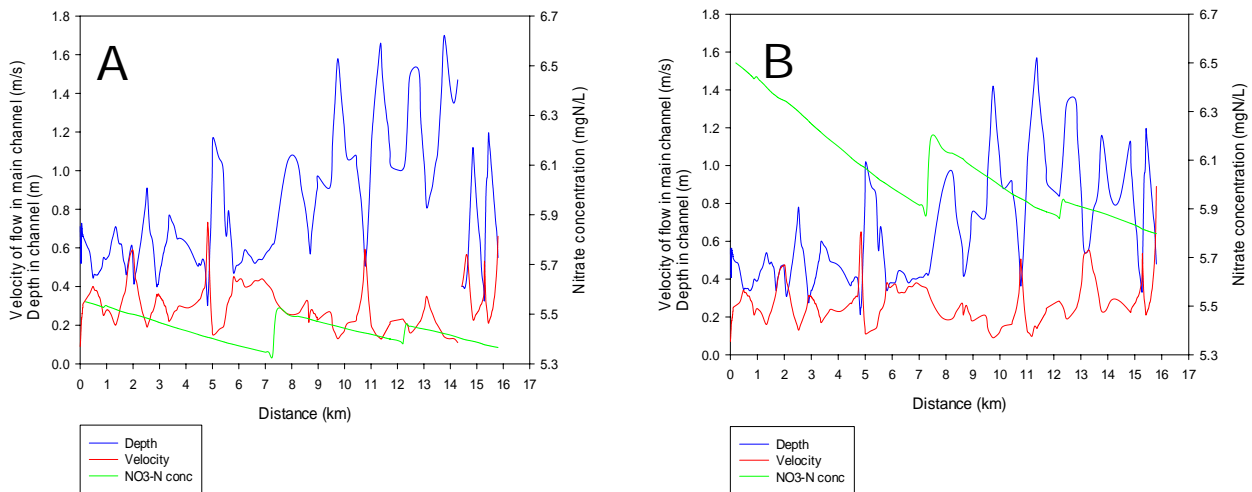 A
1.8
1.6
1.4
1.2
1.0
0.8
0.6
0.4
0.2
0.0
Velocity of flow in main channel (m/s)
Depth in channel (m)
6.7
6.5
6.3
6.1
5.9
5.7
5.5
5.3
Nitrate concentration (mgN/L)
0 1 2 3 4 5 6 7 8 9 10 11 12 13 14 15 16 17
Distance (km)
Depth
Velocity
NO3-N conc
B
1.8
1.6
1.4
1.2
1.0
0.8
0.6
0.4
0.2
0.0
Velocity of flow in main channel (m/s)
Depth in channel (m)
6.7
6.5
6.3
6.1
5.9
5.7
5.5
5.3
Nitrate concentration (mgN/L)
0 1 2 3 4 5 6 7 8 9 10 11 12 13 14 15 16 17
Distance (km)
Depth
Velocity
NO3-N conc